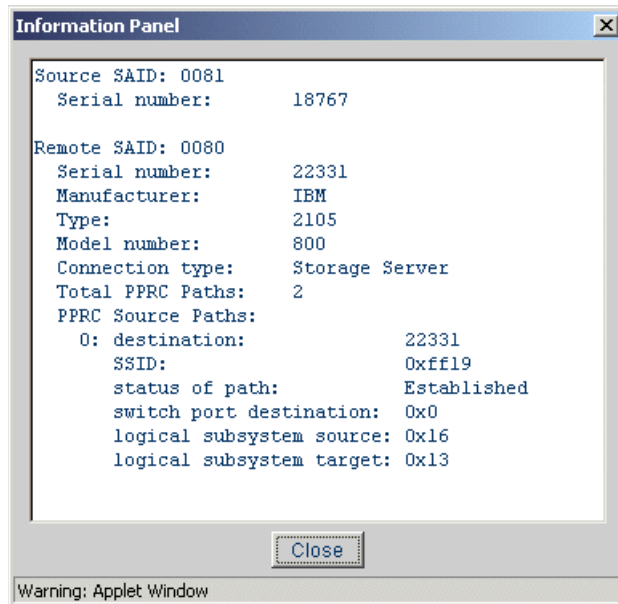 Information Panel
Source SAID: 0081
Serial number: 18767
Remote SAID: 0080
Serial number: 22331
Manufacturer: IBM
Type: 2105
Model number: 800
Connection type: Storage Server
Total PPRC Paths: 2
PPRC Source Paths:
0: destination: 22331
SSID: 0xff19
status of path: Established
switch port destination: 0x0
logical subsystem source: 0x16
logical subsystem target: 0x13
Close
Warning: Applet Window